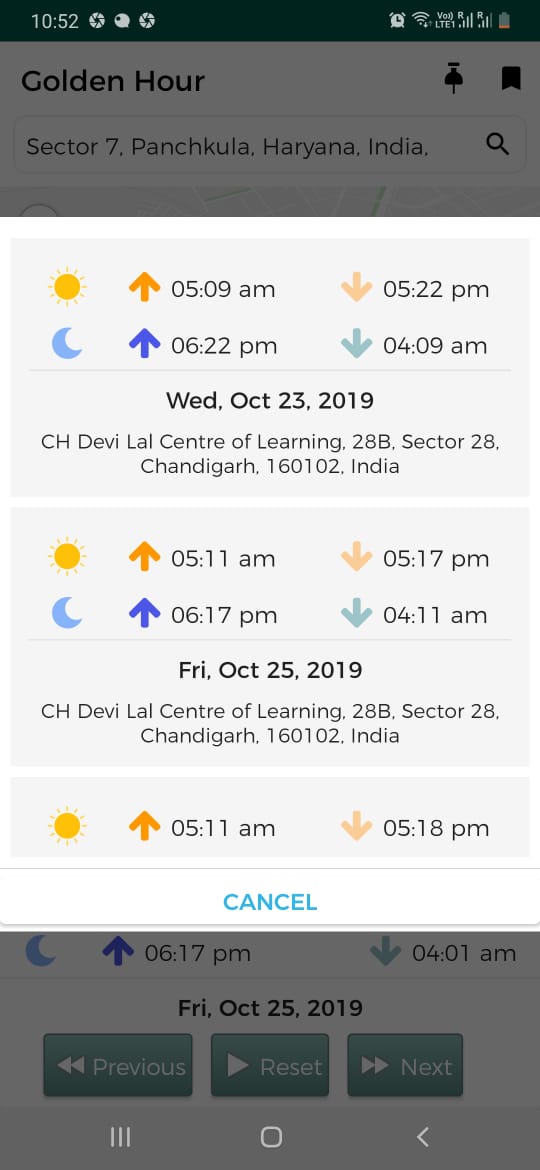 10:52
Vo)) R R
LTE1
Golden Hour
Sector 7, Panchkula, Haryana, India,
05:09 am 05:22 pm
06:22 pm 04:09 am
Wed, Oct 23, 2019
CH Devi Lal Centre of Learning, 28B, Sector 28,
Chandigarh, 160102, India
05:11 am 05:17 pm
06:17 pm 04:11 am
Fri, Oct 25, 2019
CH Devi Lal Centre of Learning, 28B, Sector 28,
Chandigarh, 160102, India
05:11 am 05:18 pm
CANCEL
06:17 pm 04:01 am
Fri, Oct 25, 2019
Previous Reset Next